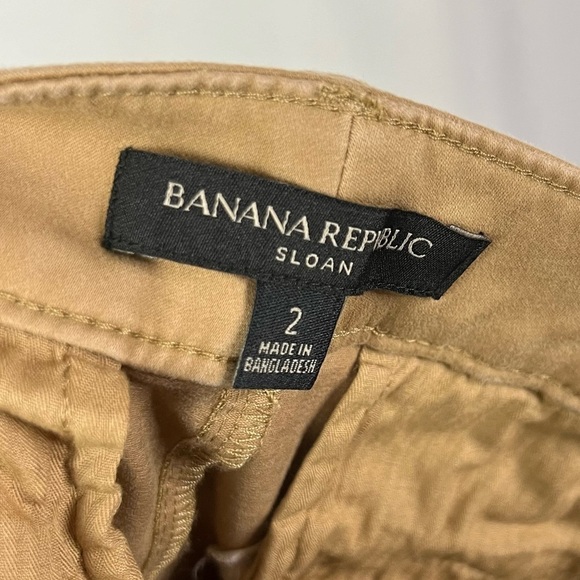 BANANA REPUBLIC
SLOAN
2
MADE IN
BANGLADESH